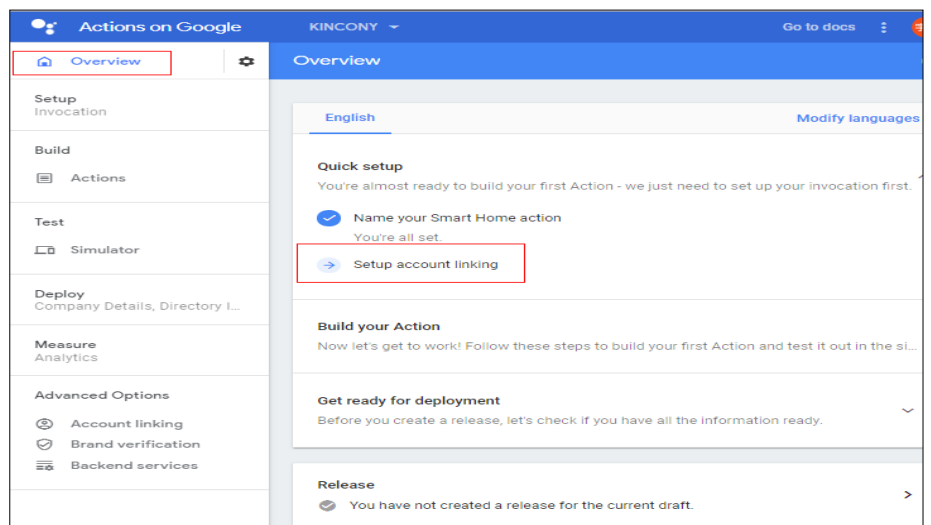 Actions on Google
KINCONY
Go to docs
Overview
Overview
Setup
Invocation
Build
Actions
Test
Simulator
Deploy
Company Details, Directory I...
Measure
Analytics
Advanced Options
Account linking
Brand verification
Backend services
English
Modify languages
Quick setup
You're almost ready to build your first Action - we just need to set up your invocation first.
Name your Smart Home action
You're all set.
Setup account linking
Build your Action
Now let's get to work! Follow these steps to build your first Action and test it out in the si...
Get ready for deployment
Before you create a release, let's check if you have all the information ready.
Release
You have not created a release for the current draft.